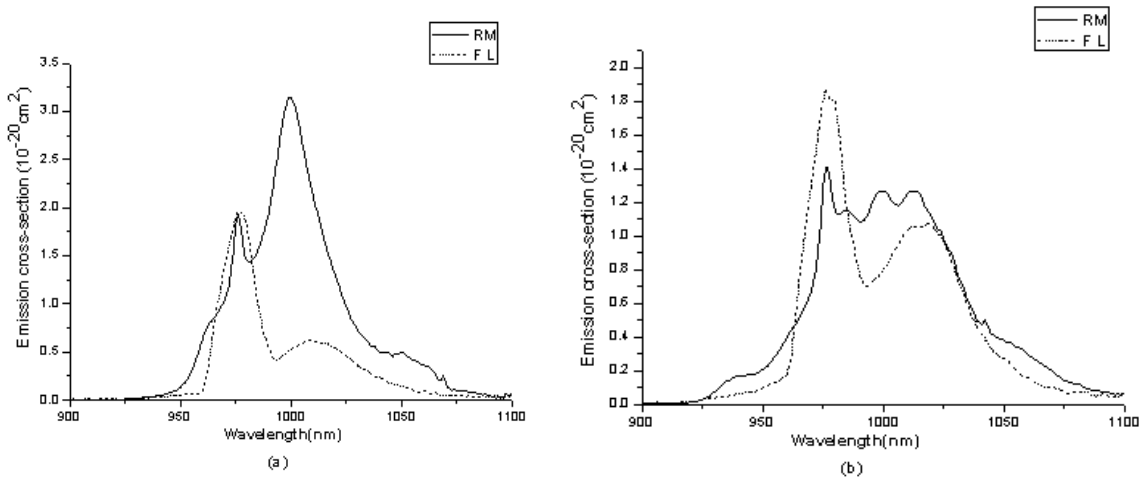 RM
F L
3.5
3.0
2.5
2.0
1.5
1.0
0.5
0.0
Emission cross-section (10⁻²⁰cm²)
900 950 1000 1050 1100
Wavelength(nm)
(a)
RM
F L
2.0
1.8
1.6
1.4
1.2
1.0
0.8
0.6
0.4
0.2
0.0
Emission cross-section (10⁻²⁰cm²)
900 950 1000 1050 1100
Wavelength(nm)
(b)